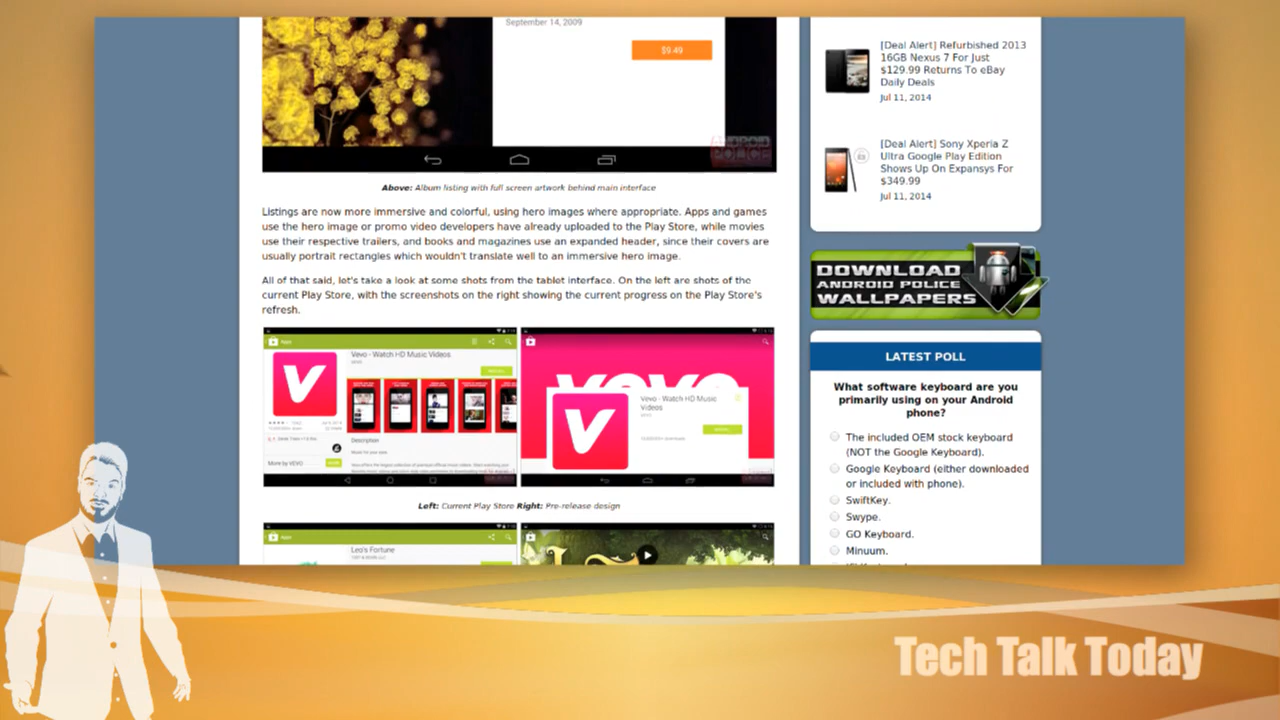 September 14, 2009
$9.49
ANDROID
POLICE
Above: Album listing with full screen artwork behind main interface
Listings are now more immersive and colorful, using hero images where appropriate. Apps and games
use the hero image or promo video developers have already uploaded to the Play Store, while movies
use their respective trailers, and books and magazines use an expanded header, since their covers are
usually portrait rectangles which wouldn't translate well to an immersive hero image.
All of that said, let's take a look at some shots from the tablet interface. On the left are shots of the
current Play Store, with the screenshots on the right showing the current progress on the Play Store's
refresh.
Apps
Vevo - Watch HD Music Videos
Description
More by VEVO
vevo
Vevo - Watch HD Music
Videos
Left: Current Play Store Right: Pre-release design
Apps
Leo's Fortune
[Deal Alert] Refurbished 2013
16GB Nexus 7 For Just
$129.99 Returns To eBay
Daily Deals
Jul 11, 2014
[Deal Alert] Sony Xperia Z
Ultra Google Play Edition
Shows Up On Expansys For
$349.99
Jul 11, 2014
DOWNLOAD
ANDROID POLICE
WALLPAPERS
LATEST POLL
What software keyboard are you
primarily using on your Android
phone?
The included OEM stock keyboard
(NOT the Google Keyboard).
Google Keyboard (either downloaded
or included with phone).
SwiftKey.
Swype.
GO Keyboard.
Minuum.
Tech Talk Today